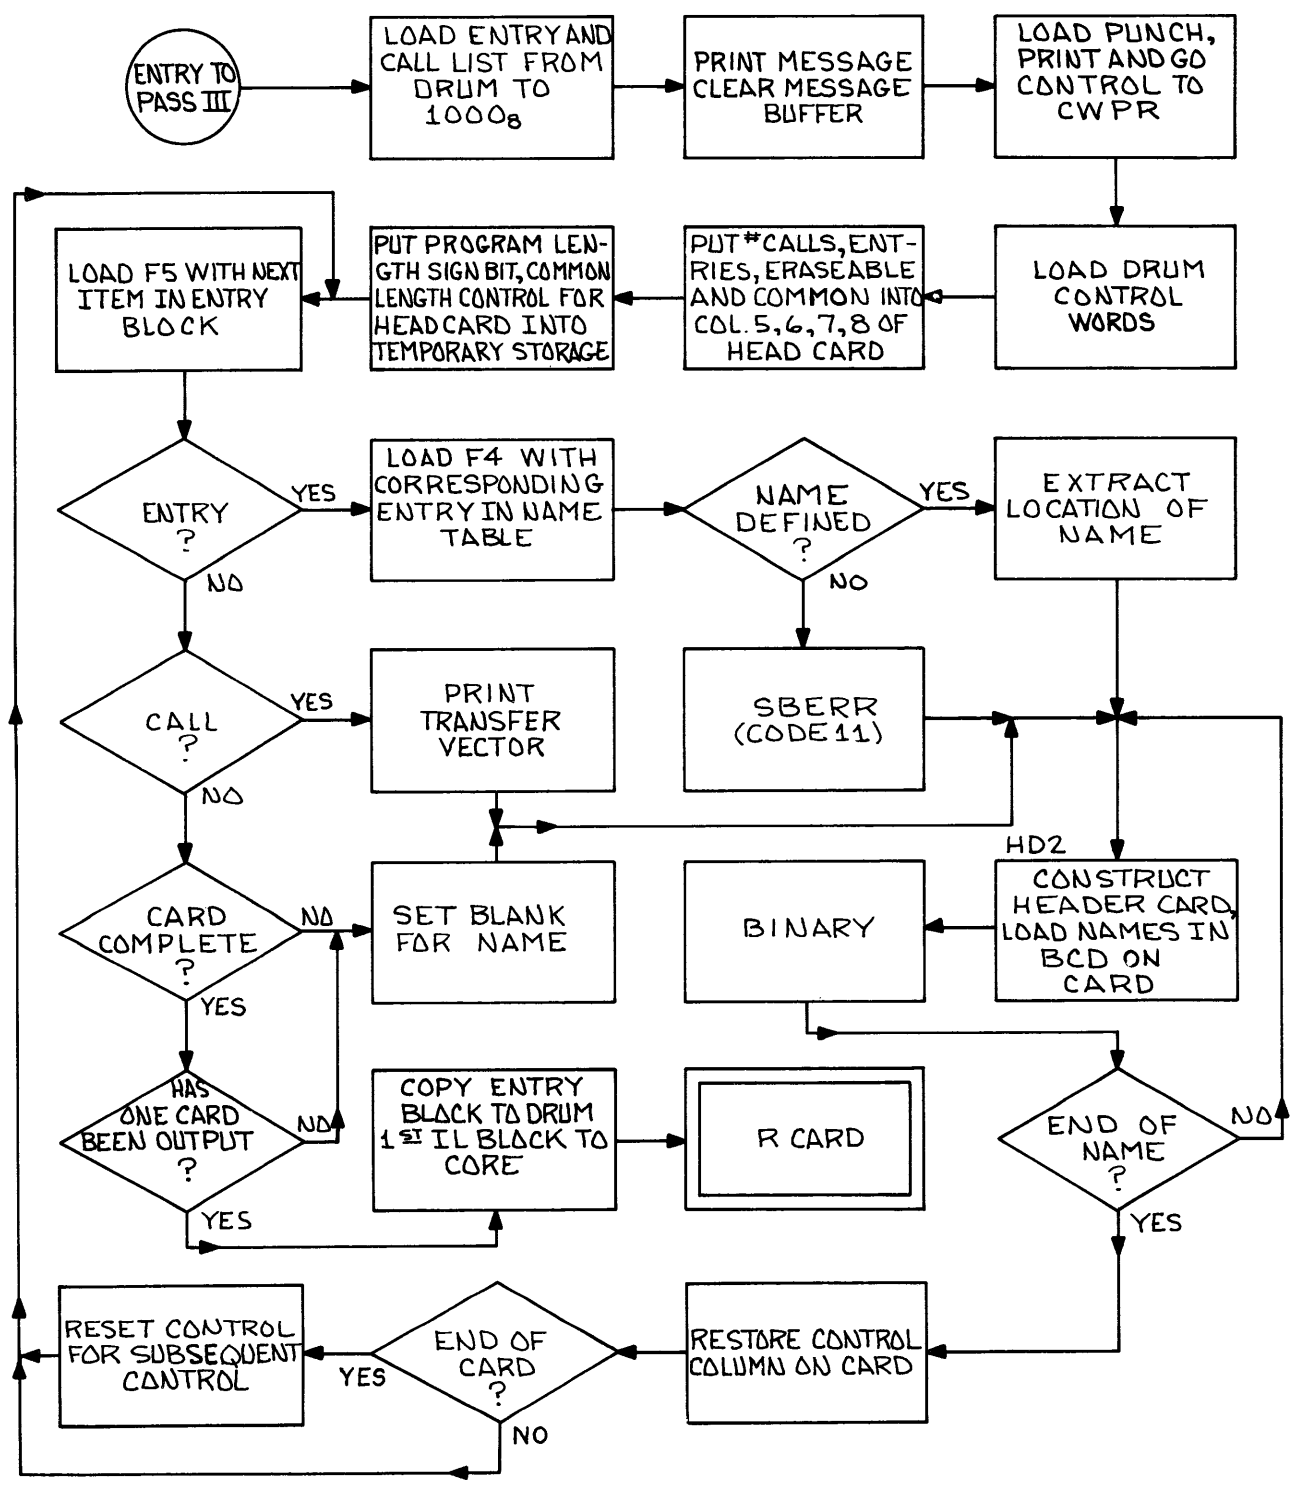 ENTRY TO
PASS III
LOAD ENTRY AND
CALL LIST FROM
DRUM TO
1000₈
PRINT MESSAGE
CLEAR MESSAGE
BUFFER
LOAD PUNCH,
PRINT AND GO
CONTROL TO
CWPR
LOAD F5 WITH NEXT
ITEM IN ENTRY
BLOCK
PUT PROGRAM LEN-
GTH SIGN BIT, COMMON
LENGTH CONTROL FOR
HEAD CARD INTO
TEMPORARY STORAGE
PUT # CALLS, ENT-
RIES, ERASEABLE
AND COMMON INTO
COL. 5, 6, 7, 8 OF
HEAD CARD
LOAD DRUM
CONTROL
WORDS
ENTRY
?
YES
NO
LOAD F4 WITH
CORRESPONDING
ENTRY IN NAME
TABLE
NAME
DEFINED
?
YES
NO
EXTRACT
LOCATION OF
NAME
CALL
?
YES
NO
PRINT
TRANSFER
VECTOR
SBERR
(CODE 11)
HD2
CARD
COMPLETE
?
NO
YES
SET BLANK
FOR NAME
BINARY
CONSTRUCT
HEADER CARD,
LOAD NAMES IN
BCD ON
CARD
HAS
ONE CARD
BEEN OUTPUT
?
NO
YES
COPY ENTRY
BLOCK TO DRUM
1ST IL BLOCK TO
CORE
R CARD
END OF
NAME
?
NO
YES
RESET CONTROL
FOR SUBSEQUENT
CONTROL
YES
END OF
CARD
?
NO
RESTORE CONTROL
COLUMN ON CARD